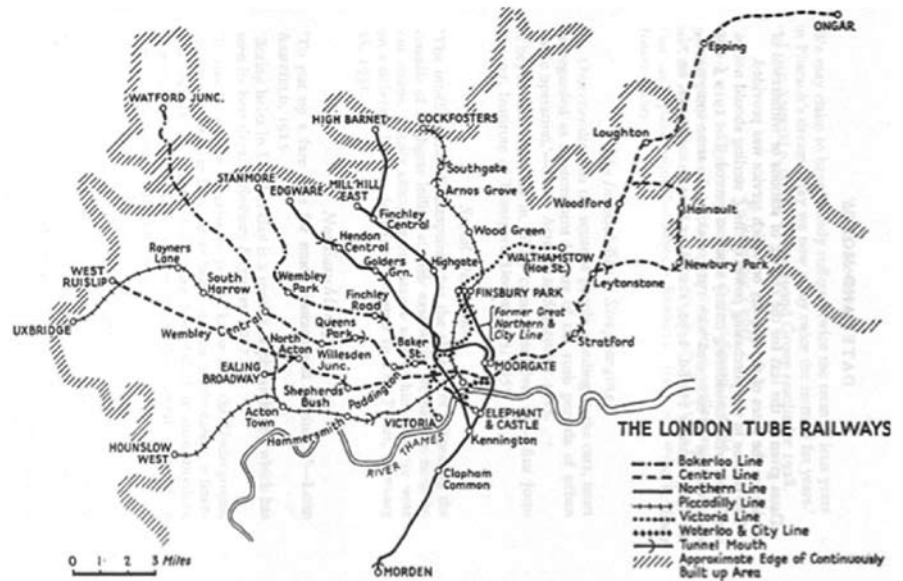 ONGAR
Epping
WATFORD JUNC.
HIGH BARNET
COCKFOSTERS
Loughton
STANMORE
EDGWARE
MILL HILL
EAST
Southgate
Arnos Grove
Finchley
Central
Woodford
Hainault
Hendon
Central
Wood Green
Rayners
Lane
Golders
Grn.
Highgate
WALTHAMSTOW
(Hoe St.)
Newbury Park
WEST
RUISLIP
South
Harrow
Wembley
Park
FINSBURY PARK
Leytonstone
Finchley
Road
Former Great
Northern &
City Line
UXBRIDGE
Wembley Central
North
Acton
Queens
Park
Willesden
Junc.
Baker
St.
Stratford
MOORGATE
EALING
BROADWAY
Shepherds
Bush
Paddington
Acton
Town
Hammersmith
VICTORIA
ELEPHANT
& CASTLE
Kennington
HOUNSLOW
WEST
RIVER THAMES
Clapham
Common
MORDEN
THE LONDON TUBE RAILWAYS
Bakerloo Line
Central Line
Northern Line
Piccadilly Line
Victoria Line
Waterloo & City Line
Tunnel Mouth
Approximate Edge of Continuously
Built up Area
0 1 2 3 Miles